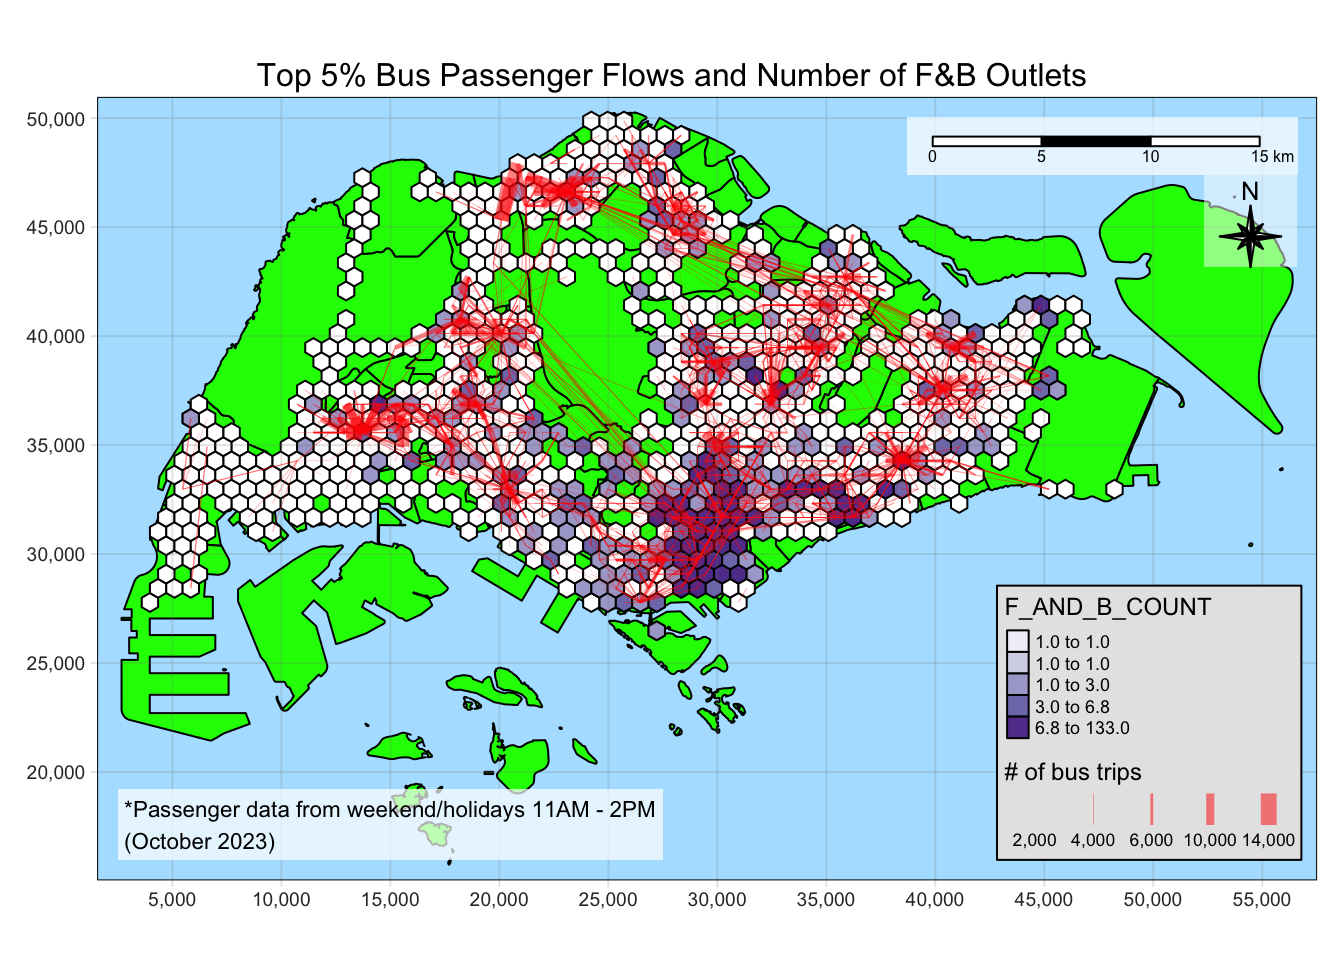 Top 5% Bus Passenger Flows and Number of F&B Outlets
50,000
45,000
40,000
35,000
30,000
25,000
20,000
0 5 10 15 km
N
F_AND_B_COUNT
1.0 to 1.0
1.0 to 1.0
1.0 to 3.0
3.0 to 6.8
6.8 to 133.0
# of bus trips
2,000 4,000 6,000 10,000 14,000
*Passenger data from weekend/holidays 11AM - 2PM
(October 2023)
5,000 10,000 15,000 20,000 25,000 30,000 35,000 40,000 45,000 50,000 55,000